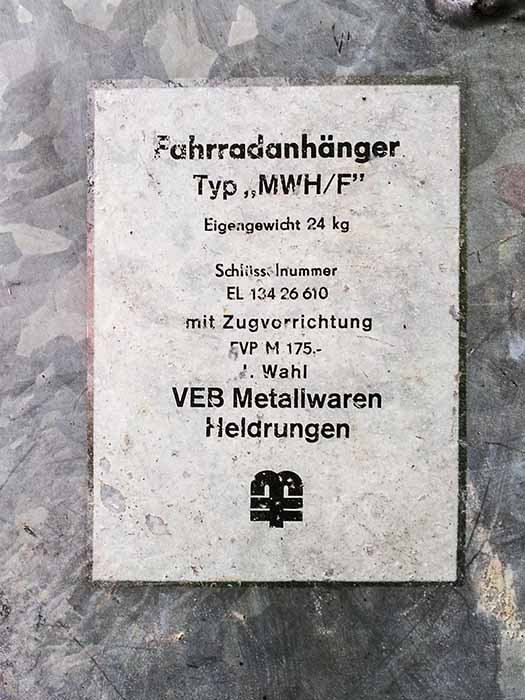 Fahrradanhänger
Typ „MWH/F”
Eigengewicht 24 kg
Schlüsselnummer
EL 134 26 610
mit Zugvorrichtung
EVP M 175.-
1. Wahl
VEB Metallwaren
Heldrungen